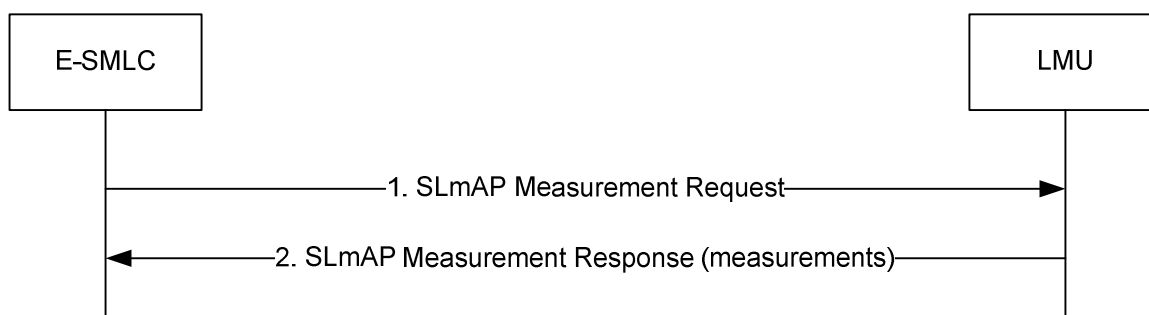 E-SMLC
LMU
1. SLmAP Measurement Request
2. SLmAP Measurement Response (measurements)